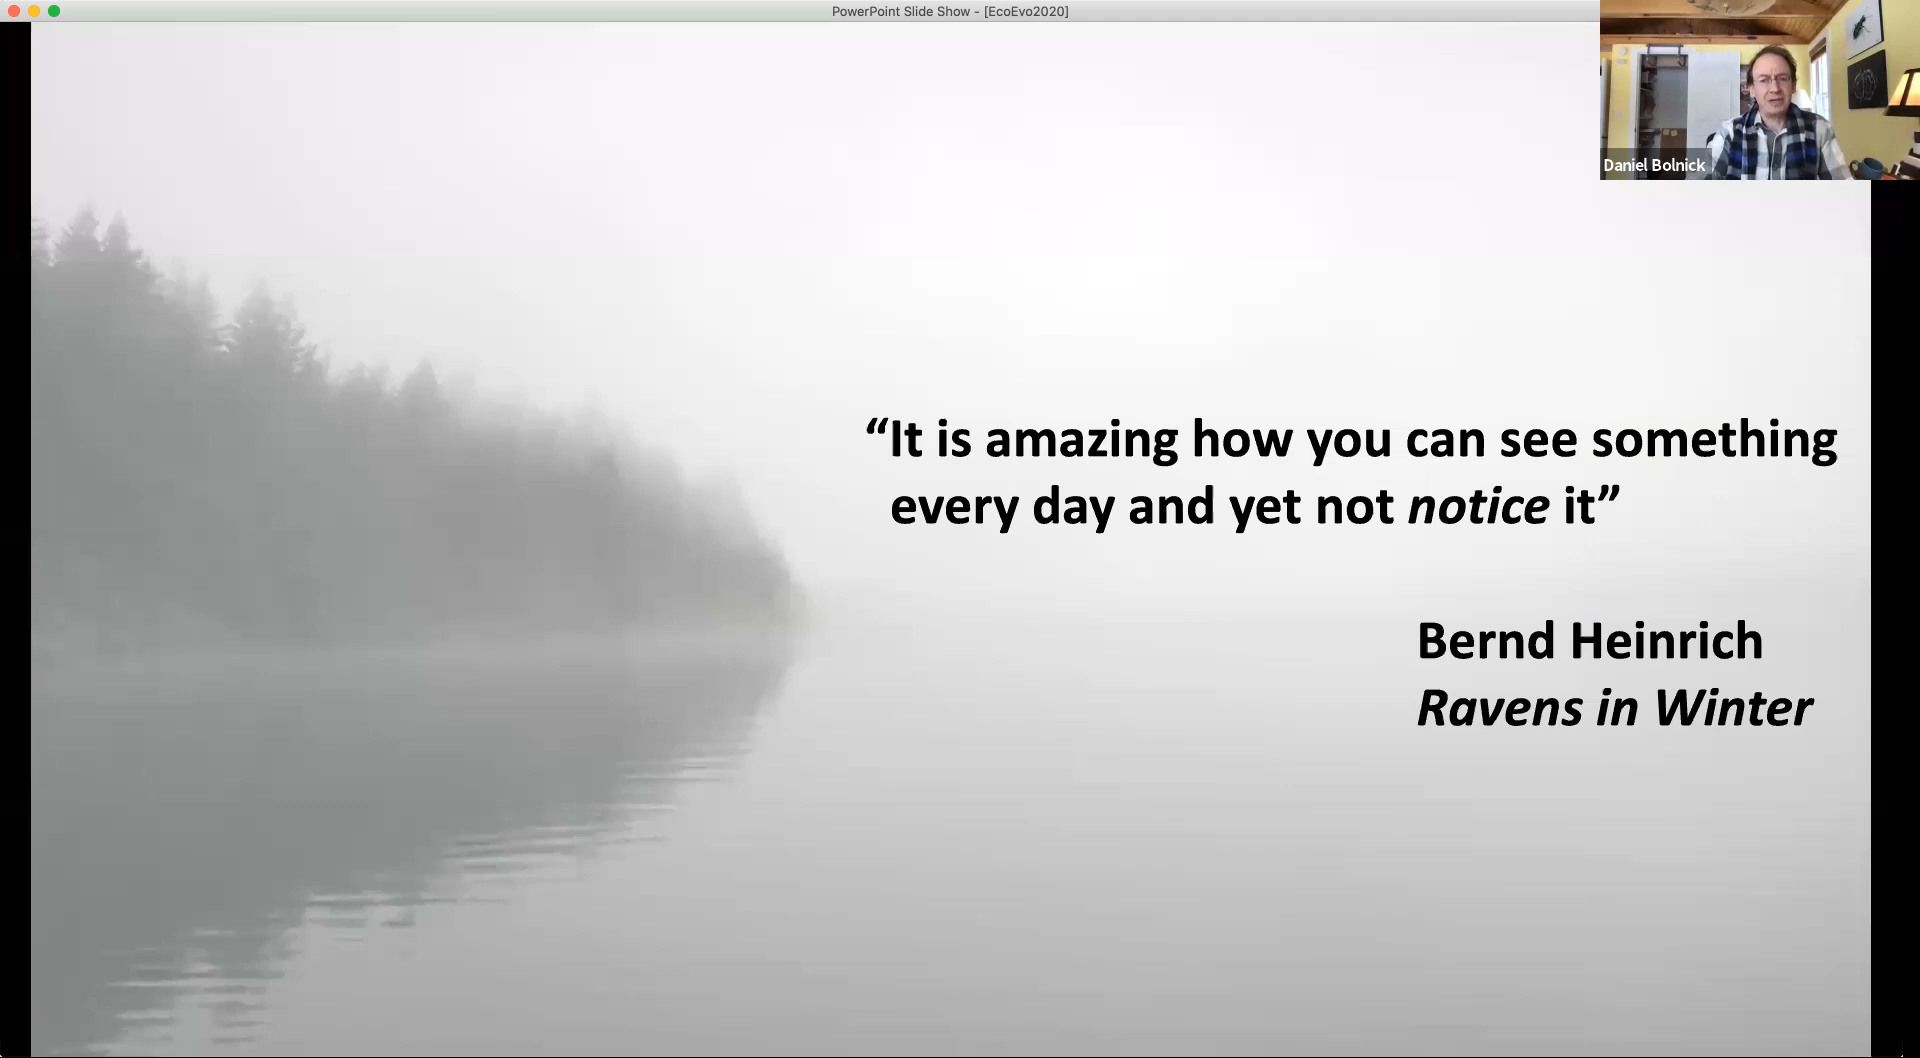 PowerPoint Slide Show - [EcoEvo2020]
Daniel Bolnick
“It is amazing how you can see something
every day and yet not notice it”
Bernd Heinrich
Ravens in Winter